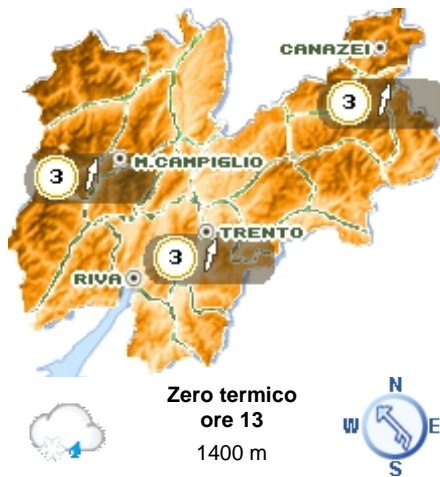 CANAZEI
3
M.CAMPIGLIO
3
TRENTO
3
RIVA
Zero termico
ore 13
1400 m
N
W E
S